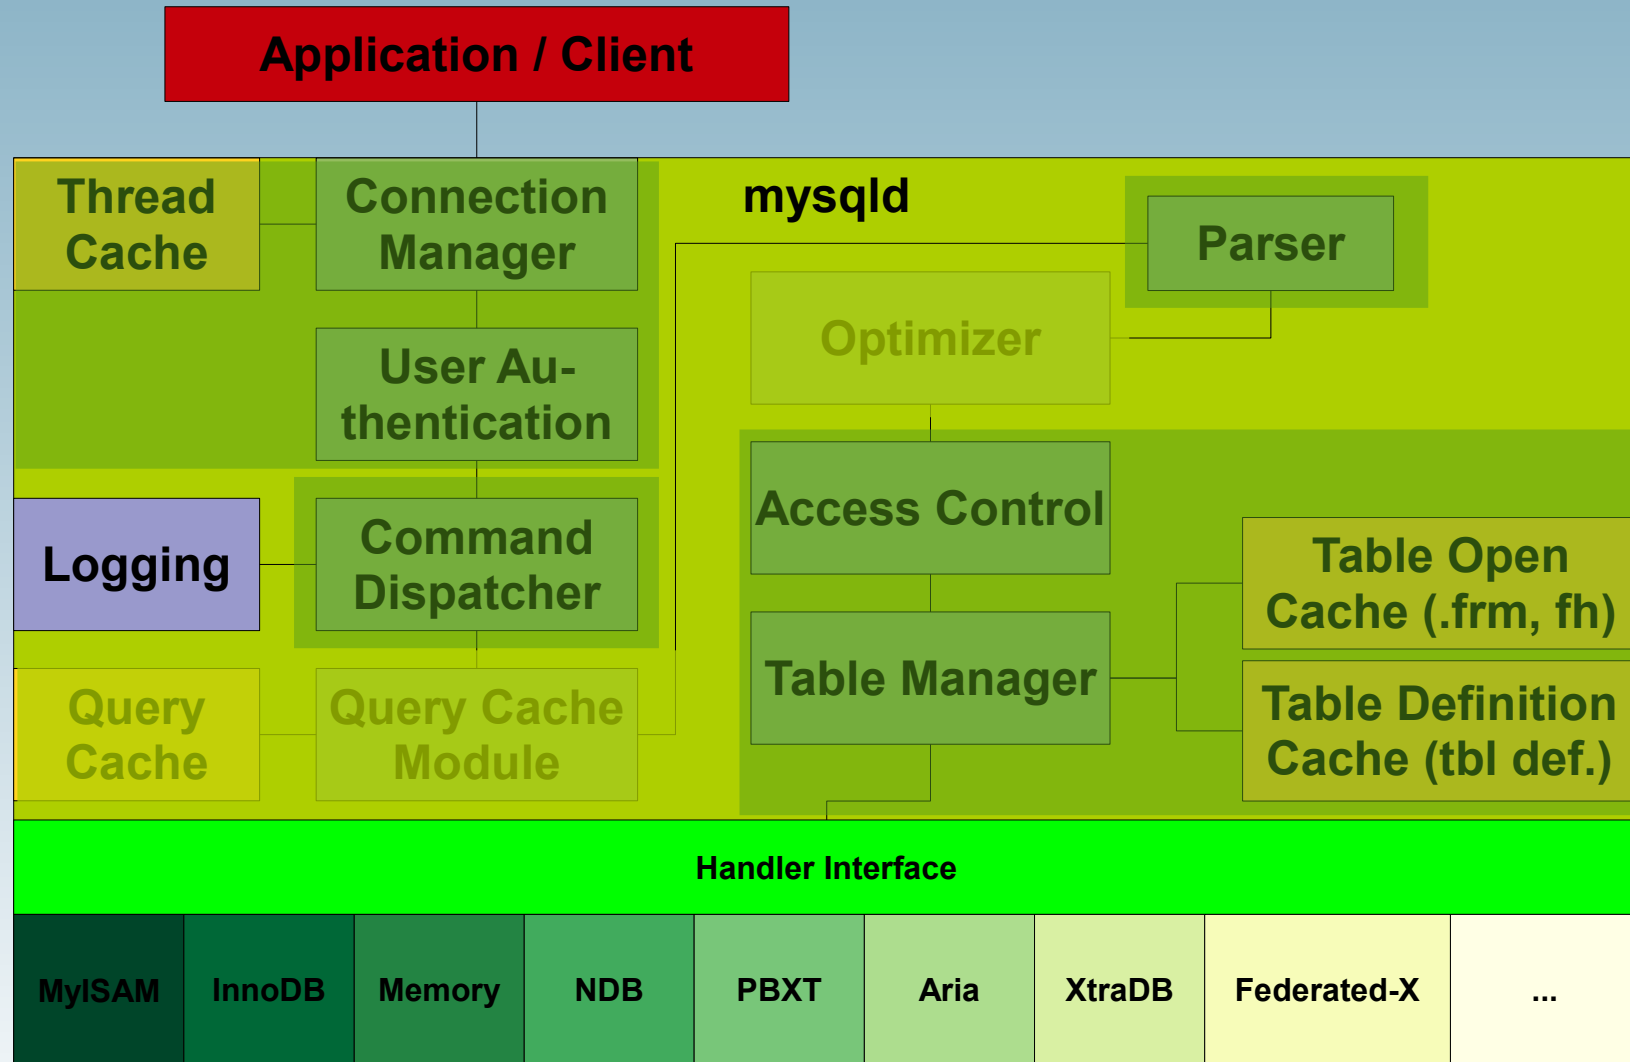 Application / Client
Thread
Cache
Connection
Manager
mysqld
Parser
User Au-
thentication
Optimizer
Logging
Command
Dispatcher
Access Control
Table Open
Cache (.frm, fh)
Query
Cache
Query Cache
Module
Table Manager
Table Definition
Cache (tbl def.)
Handler Interface
MyISAM
InnoDB
Memory
NDB
PBXT
Aria
XtraDB
Federated-X
...